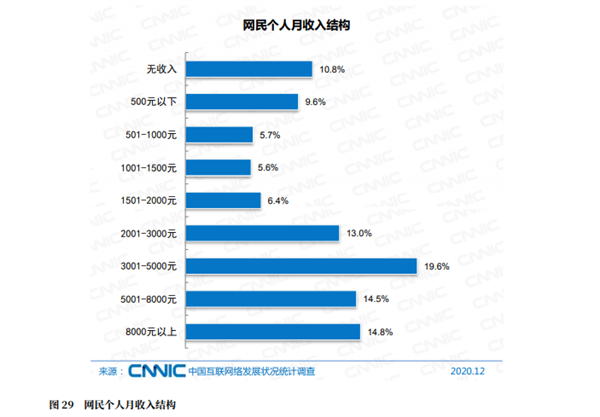 网民个人月收入结构
无收入 10.8%
500元以下 9.6%
501-1000元 5.7%
1001-1500元 5.6%
1501-2000元 6.4%
2001-3000元 13.0%
3001-5000元 19.6%
5001-8000元 14.5%
8000元以上 14.8%
来源：CNNIC 中国互联网络发展状况统计调查 2020.12
图 29 网民个人月收入结构